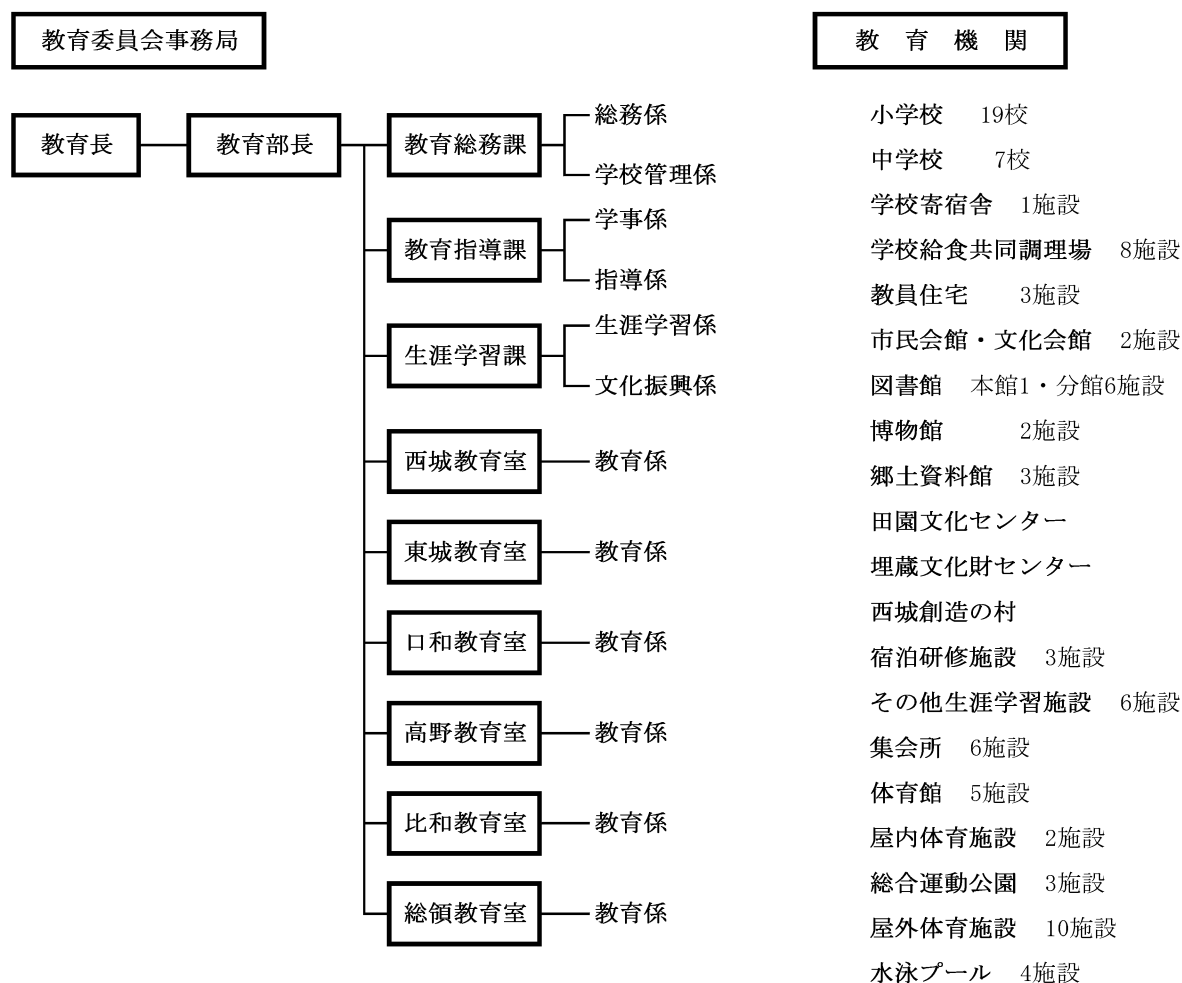 教育委員会事務局
教育長
教育部長
教育総務課
総務係
学校管理係
教育指導課
学事係
指導係
生涯学習課
生涯学習係
文化振興係
西城教育室
教育係
東城教育室
教育係
口和教育室
教育係
高野教育室
教育係
比和教育室
教育係
総領教育室
教育係
教育機関
小学校 19校
中学校 7校
学校寄宿舎 1施設
学校給食共同調理場 8施設
教員住宅 3施設
市民会館・文化会館 2施設
図書館 本館1・分館6施設
博物館 2施設
郷土資料館 3施設
田園文化センター
埋蔵文化財センター
西城創造の村
宿泊研修施設 3施設
その他生涯学習施設 6施設
集会所 6施設
体育館 5施設
屋内体育施設 2施設
総合運動公園 3施設
屋外体育施設 10施設
水泳プール 4施設